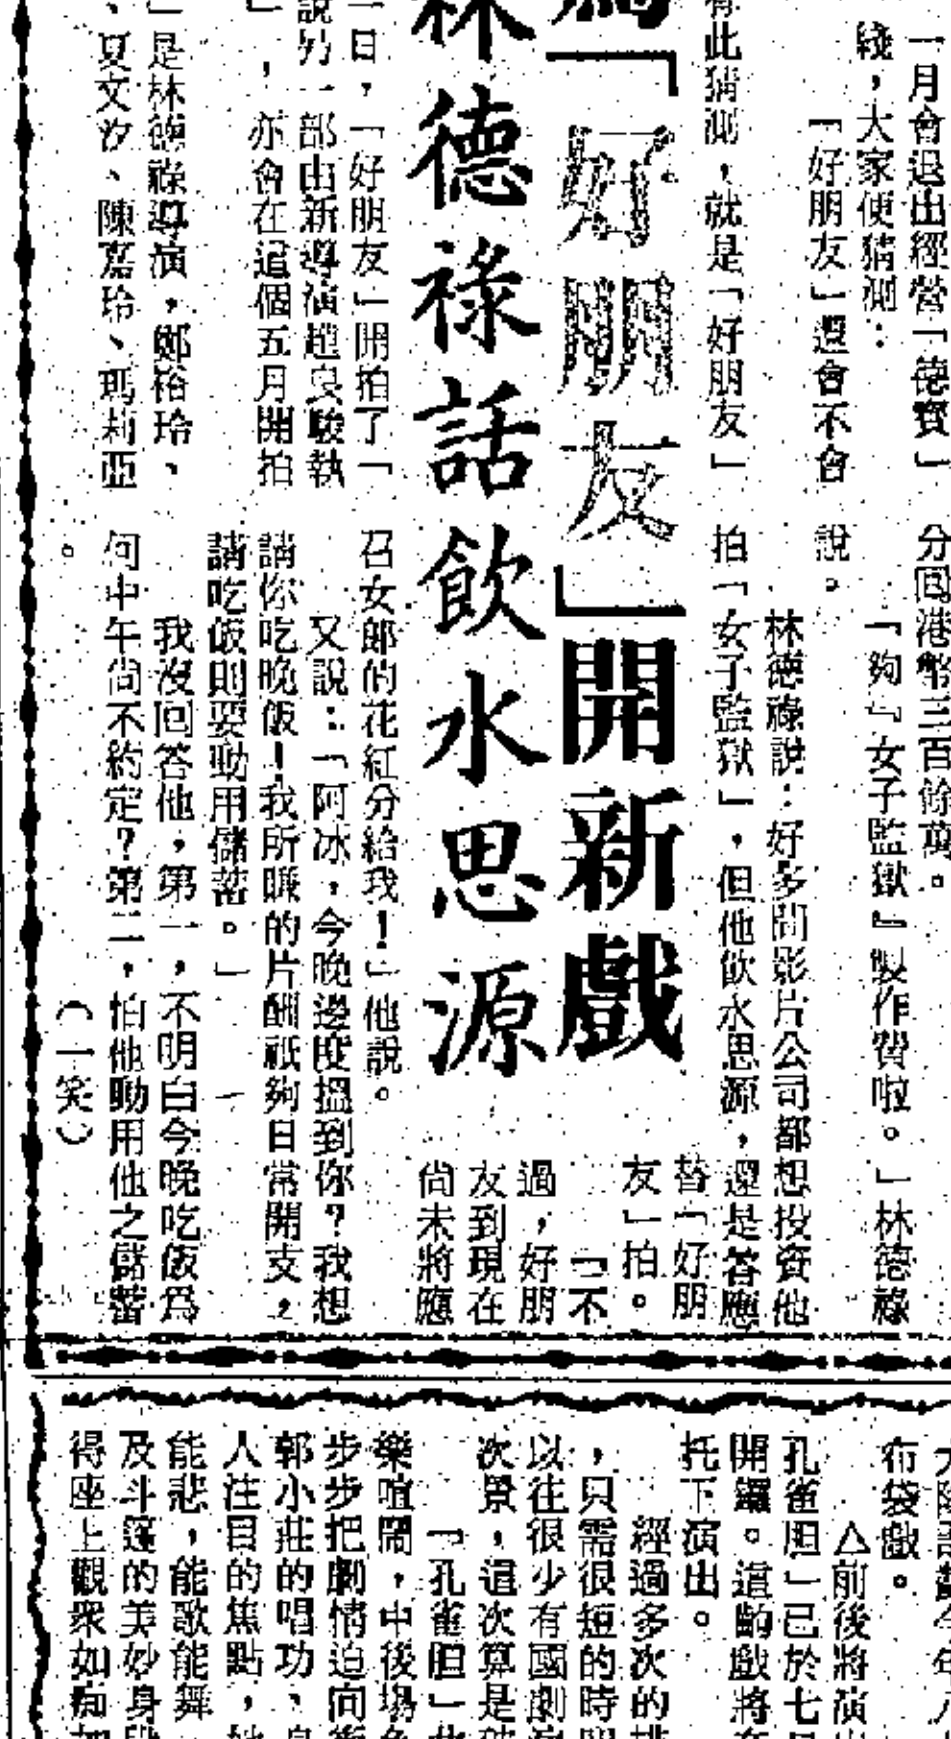 為「好朋友」開新戲
林德祿話飲水思源
一月會退出經營「德寶」
綫，大家便猜測：
「好朋友」還會不會
有此猜測，就是「好朋友」
一日，「好朋友」開拍了「
說另一部由新導演趙良駿執
」，亦會在這個五月開拍
」是林德祿導演，鄭裕玲、
、夏文汐、陳嘉玲、瑪莉亞
。
分回港幣三百餘萬。
「夠『女子監獄』製作費啦。」林德祿
說。
林德祿說：好多間影片公司都想投資他
拍「女子監獄」，但他飲水思源，還是答應
替「好朋
友」拍。
「不
過，好朋
友到現在
尚未將應
召女郎的花紅分給我！」他說。
又說：「阿冰，今晚邊度搵到你？我想
請你吃晚飯！我所賺的片酬祇夠日常開支，
請吃飯則要動用儲蓄。」
我沒回答他，第一，不明白今晚吃飯為
何中午尚不約定？第二，怕他動用他之儲蓄
（一笑）
布袋戲。
△前後將演出
孔雀胆」已於七月
開鑼。這齣戲將在
托下演出。
經過多次的排
，只需很短的時間
以往很少有國劇演
次景，這次算是破
「孔雀胆」此
樂喧鬧，中後場
步步把劇情迫向
郭小莊的唱功、身
人注目的焦點，她
能悲，能歌能舞
及斗篷的美妙身段
得座上觀衆如痴如